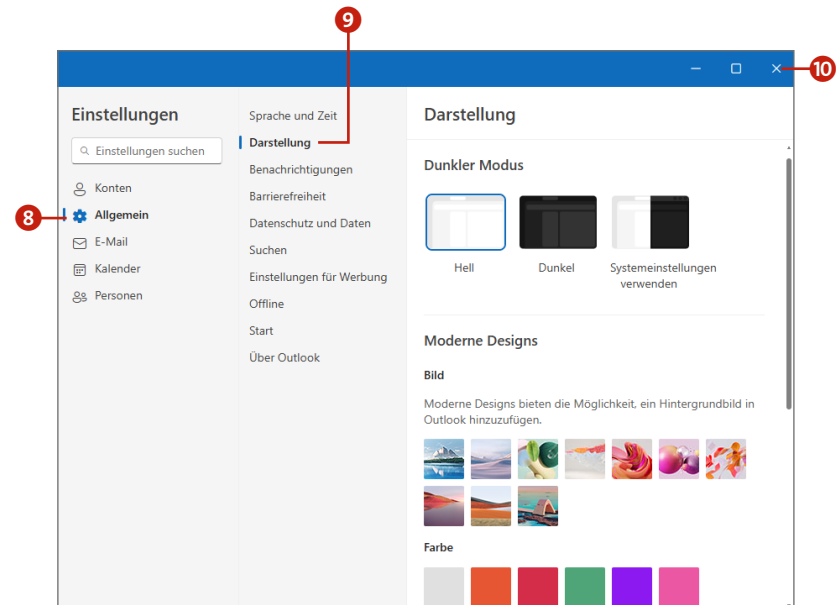 9
10
Einstellungen
Einstellungen suchen
Konten
8
Allgemein
E-Mail
Kalender
Personen
Sprache und Zeit
Darstellung
Benachrichtigungen
Barrierefreiheit
Datenschutz und Daten
Suchen
Einstellungen für Werbung
Offline
Start
Über Outlook
Darstellung
Dunkler Modus
Hell
Dunkel
Systemeinstellungen
verwenden
Moderne Designs
Bild
Moderne Designs bieten die Möglichkeit, ein Hintergrundbild in
Outlook hinzuzufügen.
Farbe